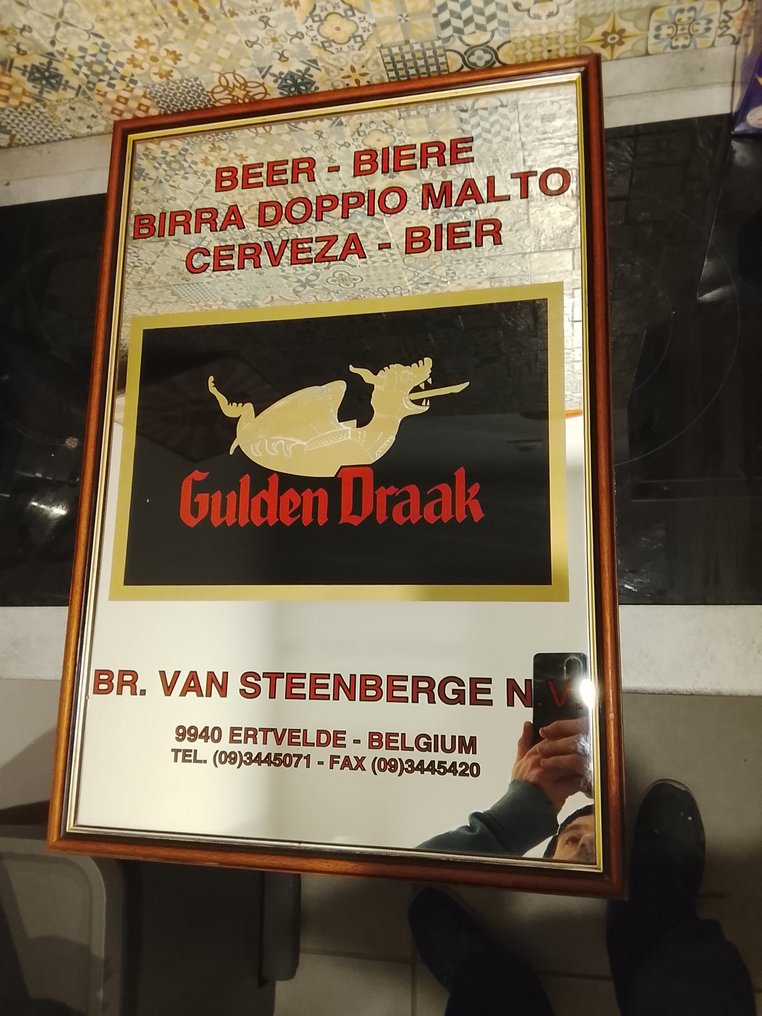 BEER - BIERE
BIRRA DOPPIO MALTO
CERVEZA - BIER
Gulden Draak
BR. VAN STEENBERGE N.V.
9940 ERTVELDE - BELGIUM
TEL. (09)3445071 - FAX (09)3445420